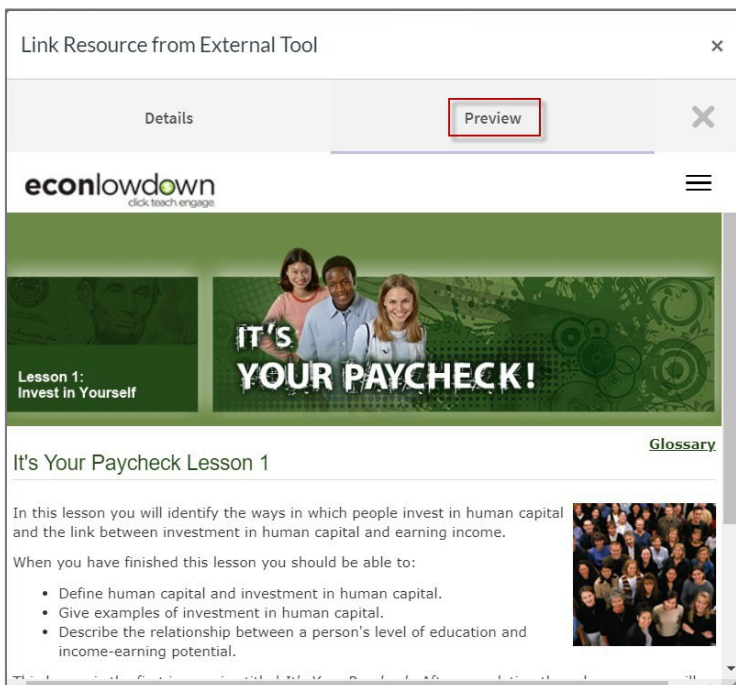 Link Resource from External Tool ×
Details Preview ×
econlowdown
click.teach.engage.
Lesson 1:
Invest in Yourself
IT'S
YOUR PAYCHECK!
Glossary
It's Your Paycheck Lesson 1
In this lesson you will identify the ways in which people invest in human capital
and the link between investment in human capital and earning income.
When you have finished this lesson you should be able to:
• Define human capital and investment in human capital.
• Give examples of investment in human capital.
• Describe the relationship between a person's level of education and
income-earning potential.